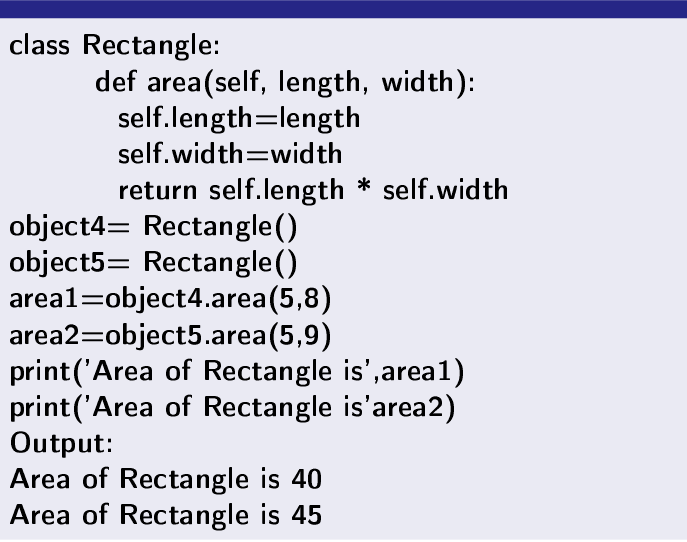 class Rectangle:
def area(self, length, width):
self.length=length
self.width=width
return self.length * self.width
object4= Rectangle()
object5= Rectangle()
area1=object4.area(5,8)
area2=object5.area(5,9)
print('Area of Rectangle is',area1)
print('Area of Rectangle is'area2)
Output:
Area of Rectangle is 40
Area of Rectangle is 45